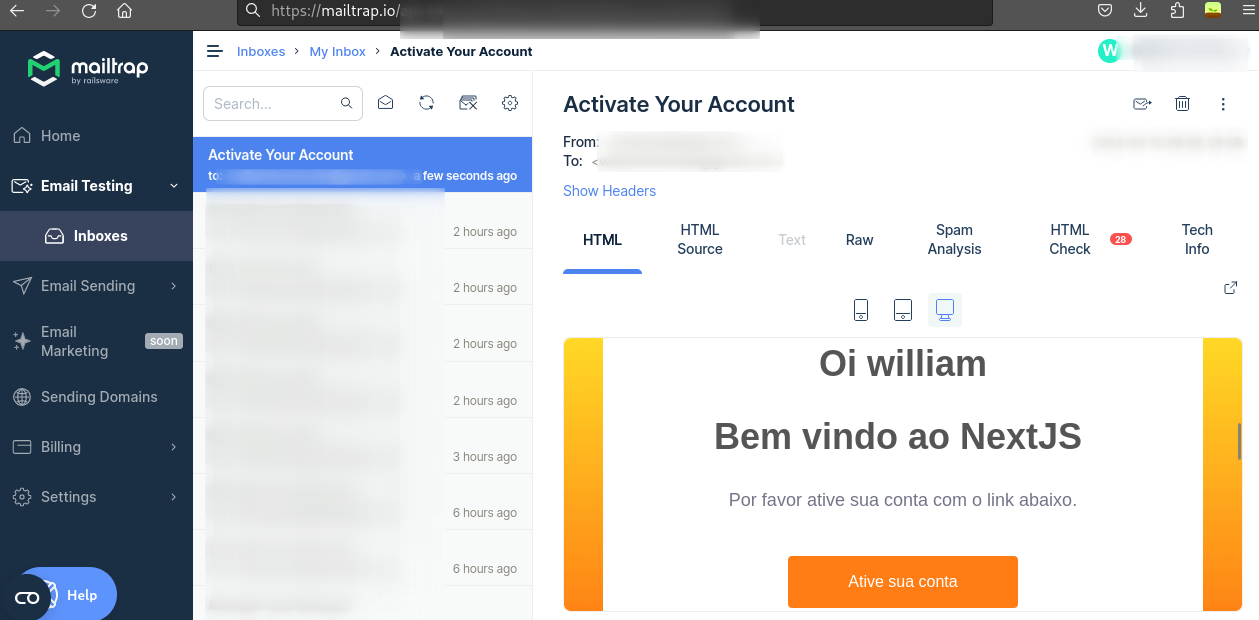 https://mailtrap.io/
mailtrap
by railsware
Home
Email Testing
Inboxes
Email Sending
Email
Marketing
soon
Sending Domains
Billing
Settings
Help
Inboxes > My Inbox > Activate Your Account
W
Search...
Activate Your Account
to:
a few seconds ago
2 hours ago
2 hours ago
2 hours ago
2 hours ago
3 hours ago
6 hours ago
6 hours ago
Activate Your Account
From:
To: <
Show Headers
HTML
HTML
Source
Text
Raw
Spam
Analysis
HTML
Check
28
Tech
Info
Oi william
Bem vindo ao NextJS
Por favor ative sua conta com o link abaixo.
Ative sua conta